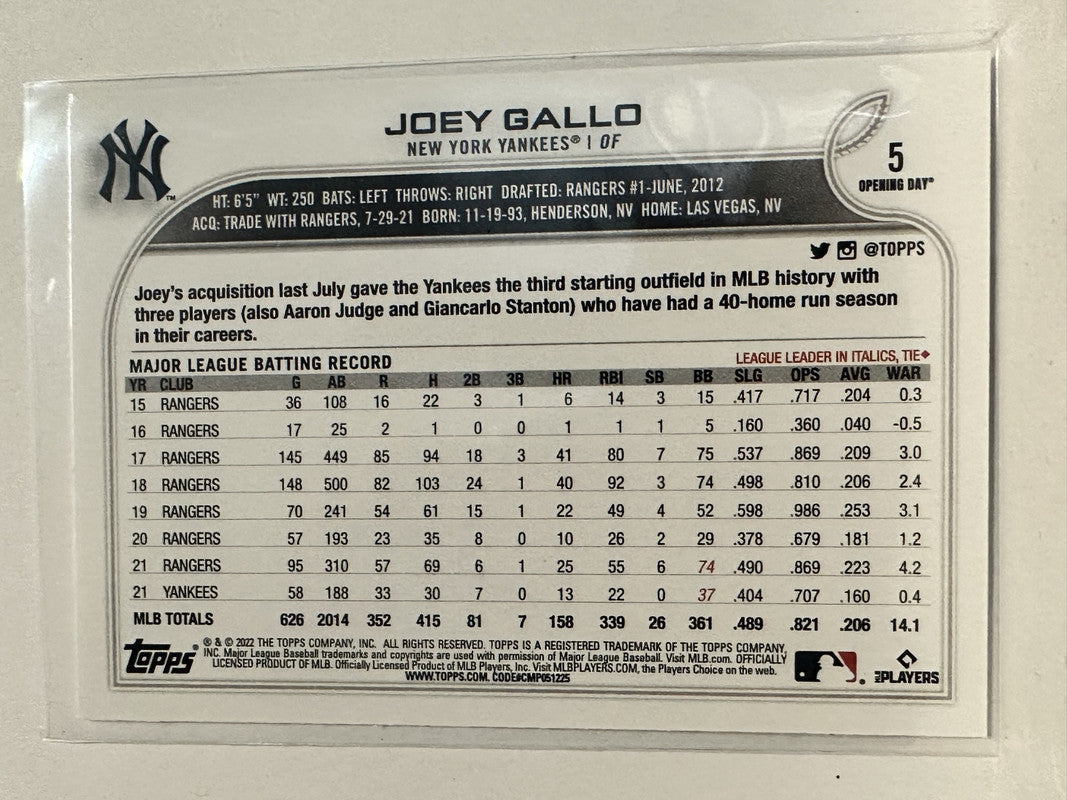 NY
TM
JOEY GALLO
NEW YORK YANKEES® | OF
5
OPENING DAY®
HT: 6'5" WT: 250 BATS: LEFT THROWS: RIGHT DRAFTED: RANGERS #1-JUNE, 2012
ACQ: TRADE WITH RANGERS, 7-29-21 BORN: 11-19-93, HENDERSON, NV HOME: LAS VEGAS, NV
@TOPPS
Joey's acquisition last July gave the Yankees the third starting outfield in MLB history with
three players (also Aaron Judge and Giancarlo Stanton) who have had a 40-home run season
in their careers.
MAJOR LEAGUE BATTING RECORD LEAGUE LEADER IN ITALICS, TIE◆
YR CLUB G AB R H 2B 3B HR RBI SB BB SLG OPS AVG WAR
15 RANGERS 36 108 16 22 3 1 6 14 3 15 .417 .717 .204 0.3
16 RANGERS 17 25 2 1 0 0 1 1 1 5 .160 .360 .040 -0.5
17 RANGERS 145 449 85 94 18 3 41 80 7 75 .537 .869 .209 3.0
18 RANGERS 148 500 82 103 24 1 40 92 3 74 .498 .810 .206 2.4
19 RANGERS 70 241 54 61 15 1 22 49 4 52 .598 .986 .253 3.1
20 RANGERS 57 193 23 35 8 0 10 26 2 29 .378 .679 .181 1.2
21 RANGERS 95 310 57 69 6 1 25 55 6 74 .490 .869 .223 4.2
21 YANKEES 58 188 33 30 7 0 13 22 0 37 .404 .707 .160 0.4
MLB TOTALS 626 2014 352 415 81 7 158 339 26 361 .489 .821 .206 14.1
topps®
® & © 2022 THE TOPPS COMPANY, INC. ALL RIGHTS RESERVED. TOPPS IS A REGISTERED TRADEMARK OF THE TOPPS COMPANY,
INC. Major League Baseball trademarks and copyrights are used with permission of Major League Baseball. Visit MLB.com. OFFICIALLY
LICENSED PRODUCT OF MLB. Officially Licensed Product of MLB Players, Inc. Visit MLBPLAYERS.COM, the Players Choice on the web.
WWW.TOPPS.COM. CODE#CMP051225
MLB PLAYERS